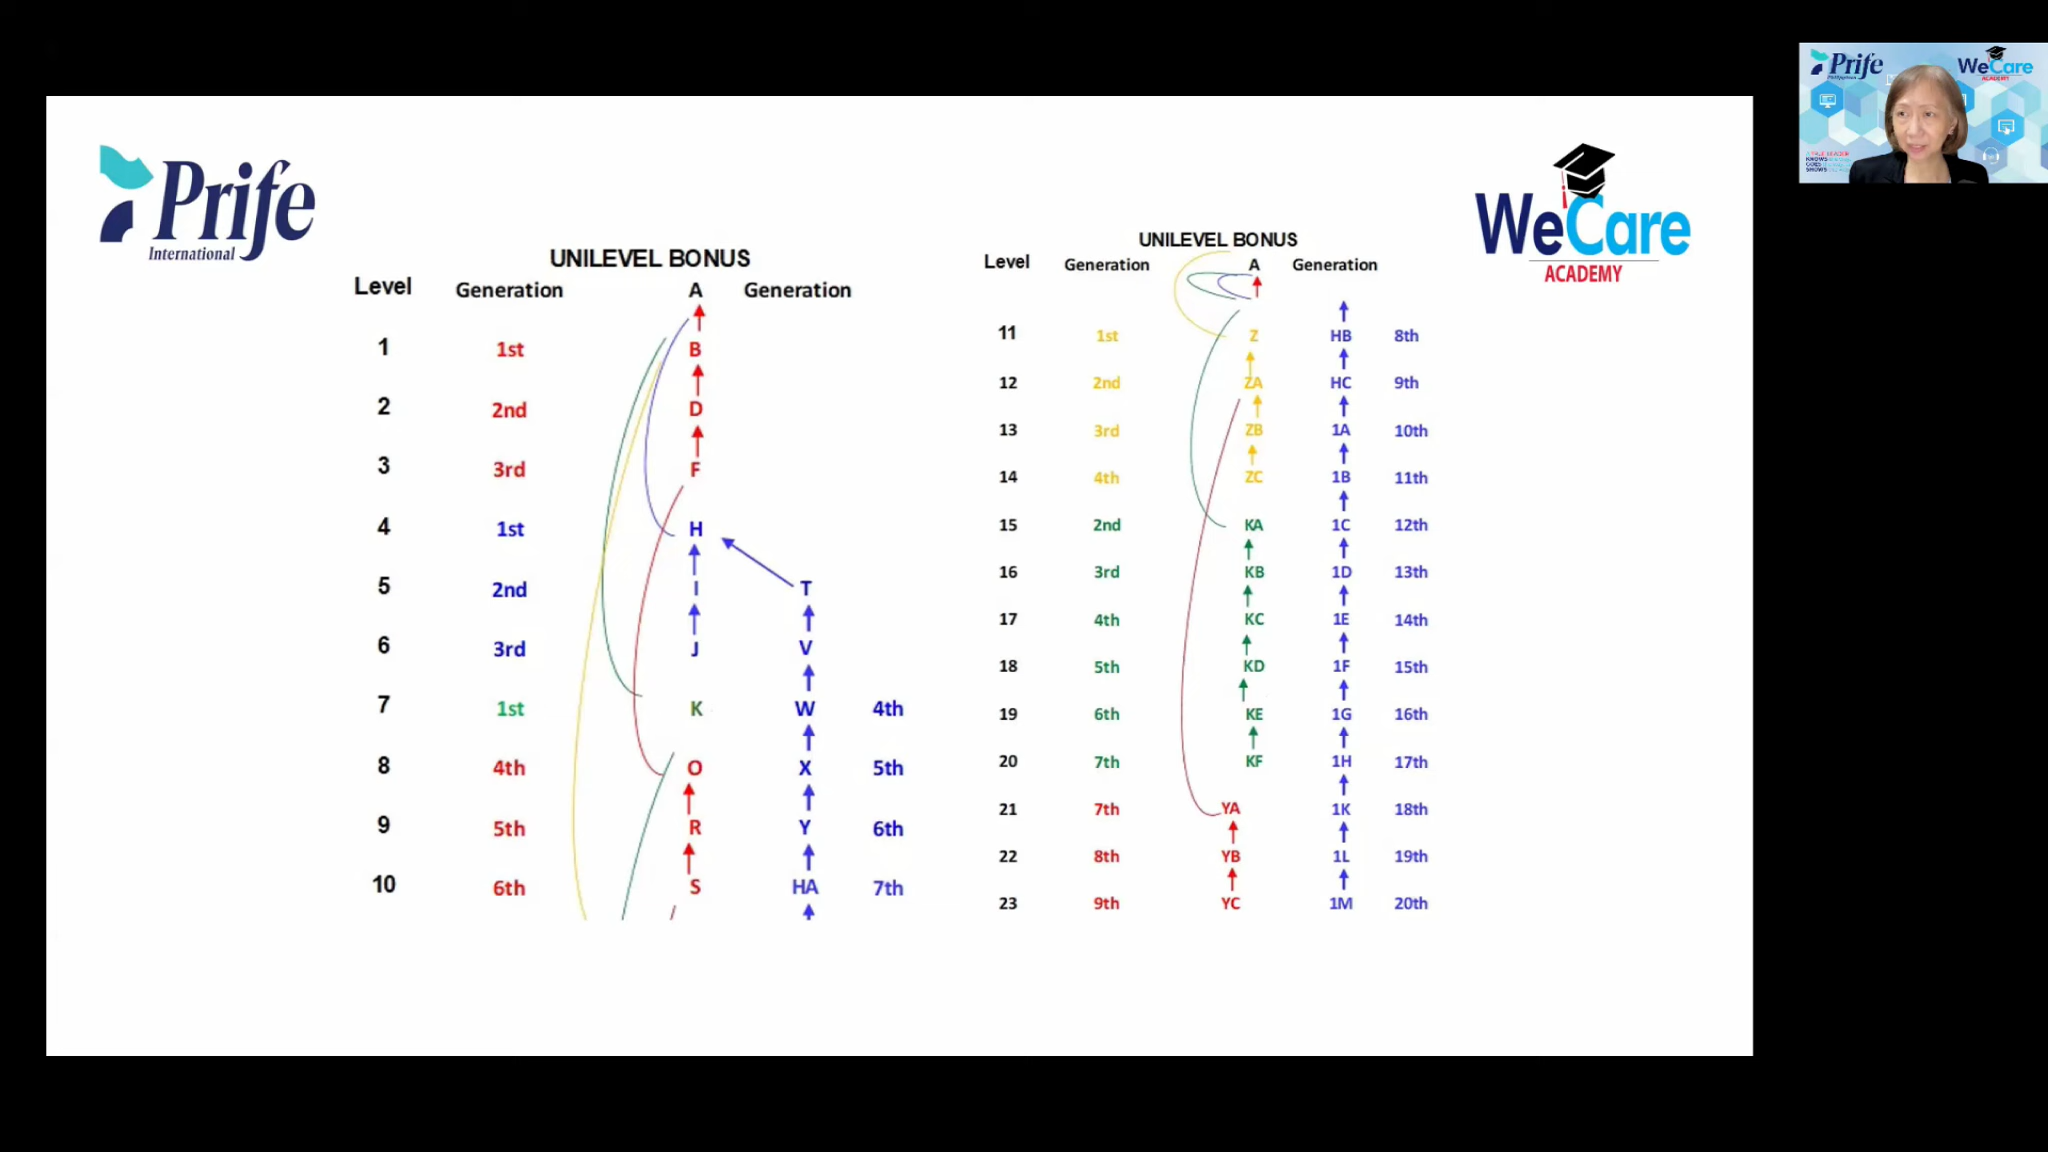 Prife
International
WeCare
ACADEMY
UNILEVEL BONUS
Level Generation A Generation
1 1st B
2 2nd D
3 3rd F
4 1st H
5 2nd I T
6 3rd J V
7 1st K W 4th
8 4th O X 5th
9 5th R Y 6th
10 6th S HA 7th
UNILEVEL BONUS
Level Generation A Generation
11 1st Z HB 8th
12 2nd ZA HC 9th
13 3rd ZB 1A 10th
14 4th ZC 1B 11th
15 2nd KA 1C 12th
16 3rd KB 1D 13th
17 4th KC 1E 14th
18 5th KD 1F 15th
19 6th KE 1G 16th
20 7th KF 1H 17th
21 7th YA 1K 18th
22 8th YB 1L 19th
23 9th YC 1M 20th
Prife
WeCare
ACADEMY
KNOWS
GOES
SHOWS